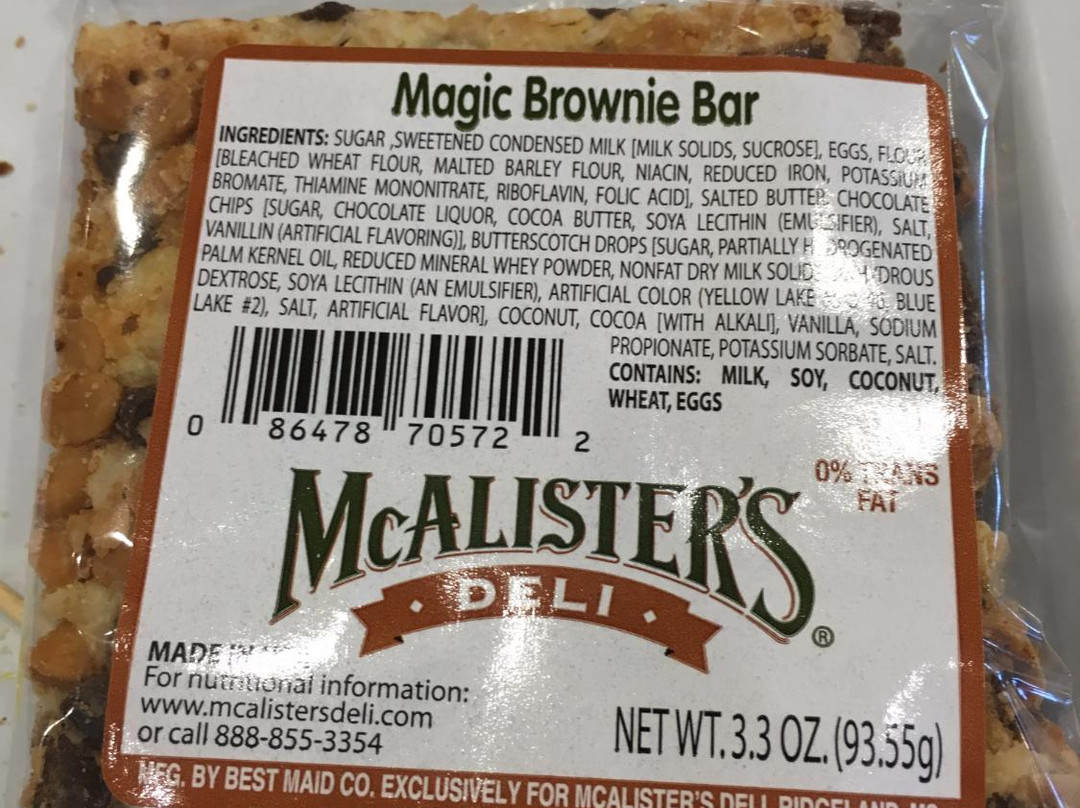 Magic Brownie Bar
INGREDIENTS: SUGAR ,SWEETENED CONDENSED MILK [MILK SOLIDS, SUCROSE], EGGS, FLOUR
[BLEACHED WHEAT FLOUR, MALTED BARLEY FLOUR, NIACIN, REDUCED IRON, POTASSIUM
BROMATE, THIAMINE MONONITRATE, RIBOFLAVIN, FOLIC ACID], SALTED BUTTER, CHOCOLATE
CHIPS [SUGAR, CHOCOLATE LIQUOR, COCOA BUTTER, SOYA LECITHIN (EMULSIFIER), SALT,
VANILLIN (ARTIFICIAL FLAVORING)], BUTTERSCOTCH DROPS [SUGAR, PARTIALLY HYDROGENATED
PALM KERNEL OIL, REDUCED MINERAL WHEY POWDER, NONFAT DRY MILK
DEXTROSE, SOYA LECITHIN (AN EMULSIFIER), ARTIFICIAL COLOR (YELLOW LAKE BLUE
LAKE #2), SALT, ARTIFICIAL FLAVOR], COCONUT, COCOA [WITH ALKALI], VANILLA, SODIUM
PROPIONATE, POTASSIUM SORBATE, SALT.
CONTAINS: MILK, SOY, COCONUT,
WHEAT, EGGS
0 86478 70572 2
0% TRANS
FAT
McALISTER'S
DELI
®
MADE
For nutritional information:
www.mcalistersdeli.com
or call 888-855-3354
NET WT. 3.3 OZ. (93.55g)
MFG. BY BEST MAID CO. EXCLUSIVELY FOR MCALISTER'S DELI, RIDGELAND,